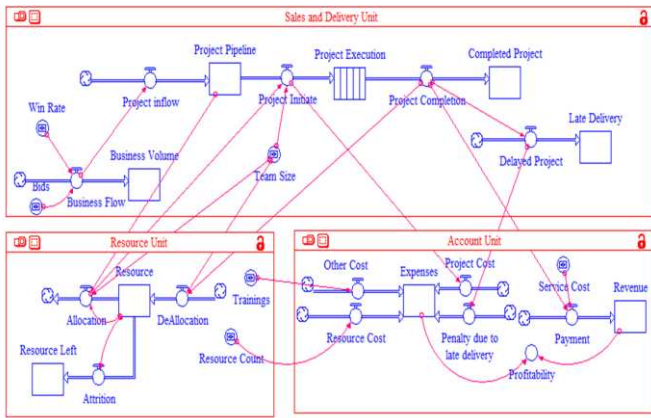 Sales and Delivery Unit
Project Pipeline
Project Execution
Completed Project
Project inflow
Project Initiate
Project Completion
Win Rate
Late Delivery
Business Volume
Delayed Project
Team Size
Bids
Business Flow
Resource Unit
Account Unit
Resource
Other Cost
Expenses
Project Cost
Service Cost
Revenue
Trainings
Allocation
DeAllocation
Resource Count
Resource Cost
Penalty due to
late delivery
Payment
Resource Left
Profitability
Attrition